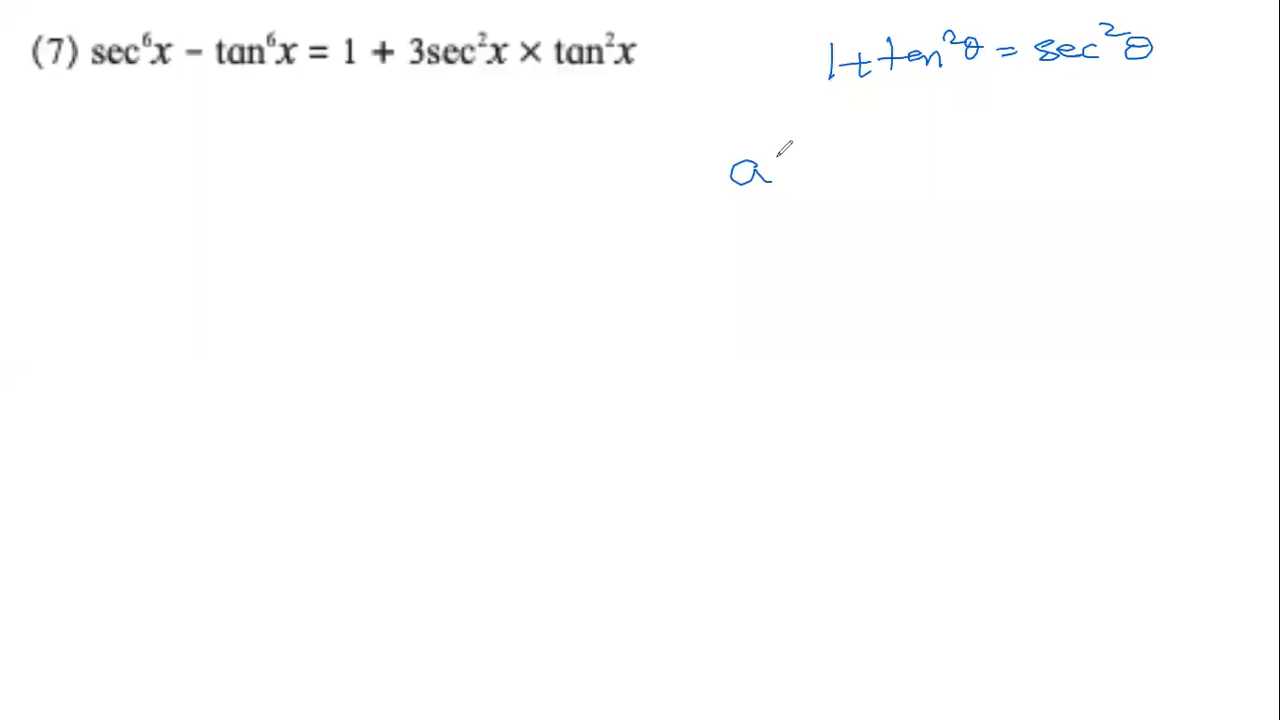 (7) sec⁶x − tan⁶x = 1 + 3sec²x × tan²x
1 + tan²θ = sec²θ
a